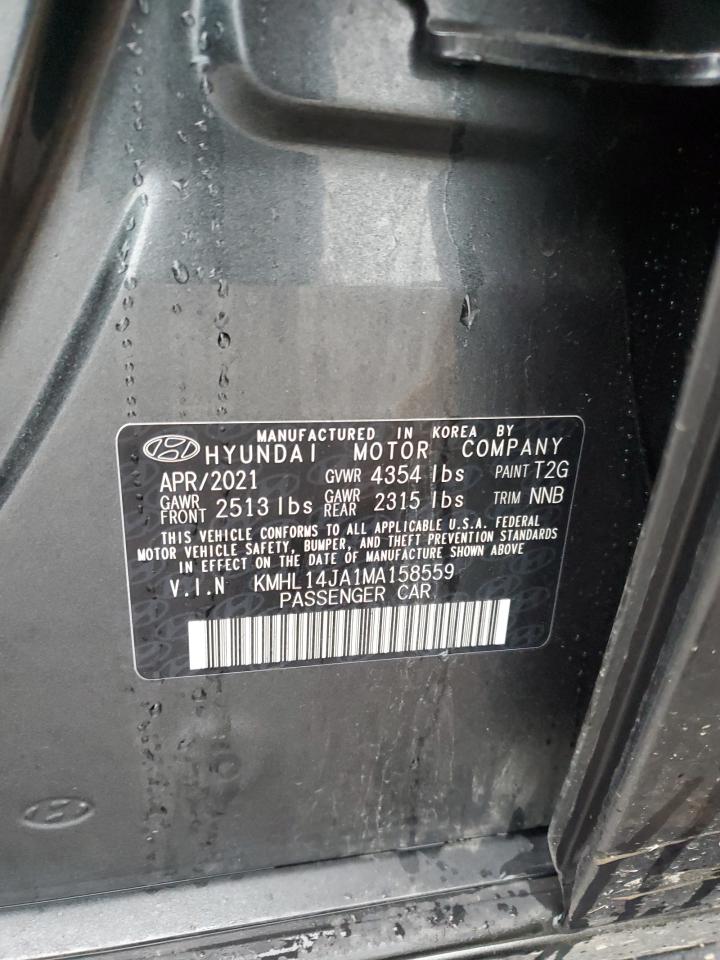 MANUFACTURED IN KOREA BY
HYUNDAI MOTOR COMPANY
APR/2021 GVWR 4354 lbs PAINT T2G
GAWR FRONT 2513 lbs GAWR REAR 2315 lbs TRIM NNB
THIS VEHICLE CONFORMS TO ALL APPLICABLE U.S.A. FEDERAL
MOTOR VEHICLE SAFETY, BUMPER, AND THEFT PREVENTION STANDARDS
IN EFFECT ON THE DATE OF MANUFACTURE SHOWN ABOVE
V.I.N KMHL14JA1MA158559
PASSENGER CAR